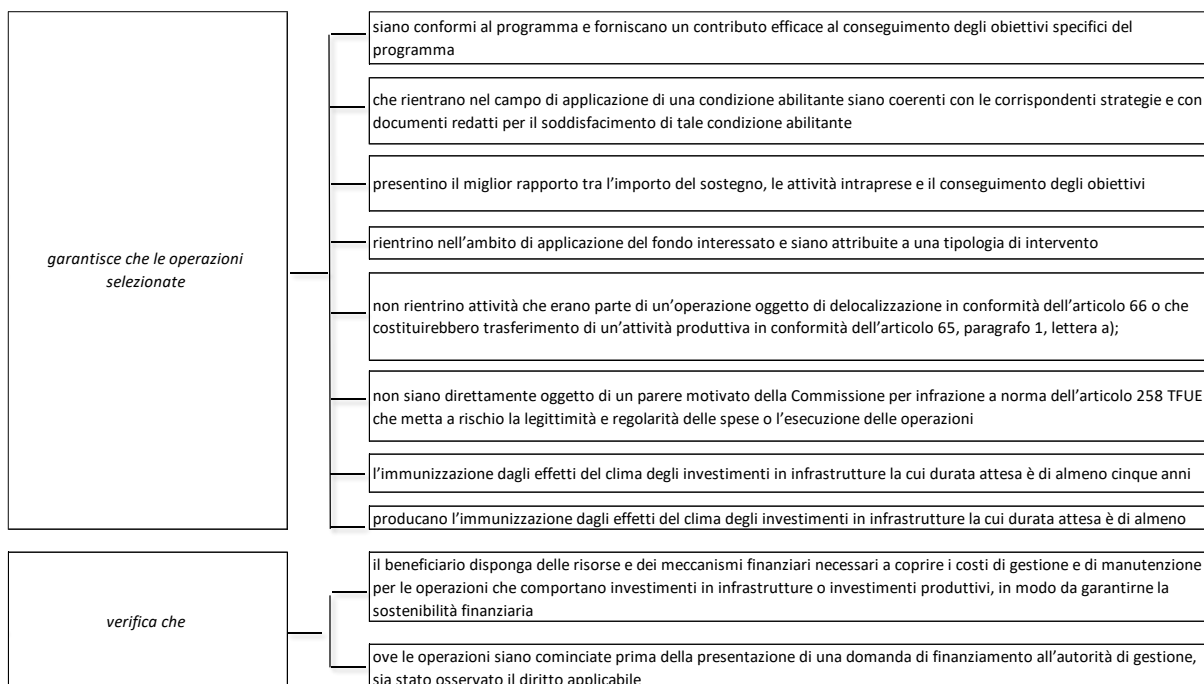 garantisce che le operazioni
selezionate
siano conformi al programma e forniscano un contributo efficace al conseguimento degli obiettivi specifici del
programma
che rientrano nel campo di applicazione di una condizione abilitante siano coerenti con le corrispondenti strategie e con
documenti redatti per il soddisfacimento di tale condizione abilitante
presentino il miglior rapporto tra l'importo del sostegno, le attività intraprese e il conseguimento degli obiettivi
rientrino nell'ambito di applicazione del fondo interessato e siano attribuite a una tipologia di intervento
non rientrino attività che erano parte di un'operazione oggetto di delocalizzazione in conformità dell'articolo 66 o che
costituirebbero trasferimento di un'attività produttiva in conformità dell'articolo 65, paragrafo 1, lettera a);
non siano direttamente oggetto di un parere motivato della Commissione per infrazione a norma dell'articolo 258 TFUE
che metta a rischio la legittimità e regolarità delle spese o l'esecuzione delle operazioni
l'immunizzazione dagli effetti del clima degli investimenti in infrastrutture la cui durata attesa è di almeno cinque anni
producano l'immunizzazione dagli effetti del clima degli investimenti in infrastrutture la cui durata attesa è di almeno
verifica che
il beneficiario disponga delle risorse e dei meccanismi finanziari necessari a coprire i costi di gestione e di manutenzione
per le operazioni che comportano investimenti in infrastrutture o investimenti produttivi, in modo da garantirne la
sostenibilità finanziaria
ove le operazioni siano cominciate prima della presentazione di una domanda di finanziamento all'autorità di gestione,
sia stato osservato il diritto applicabile